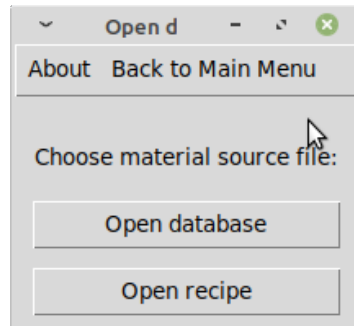 Open d
About Back to Main Menu
Choose material source file:
Open database
Open recipe